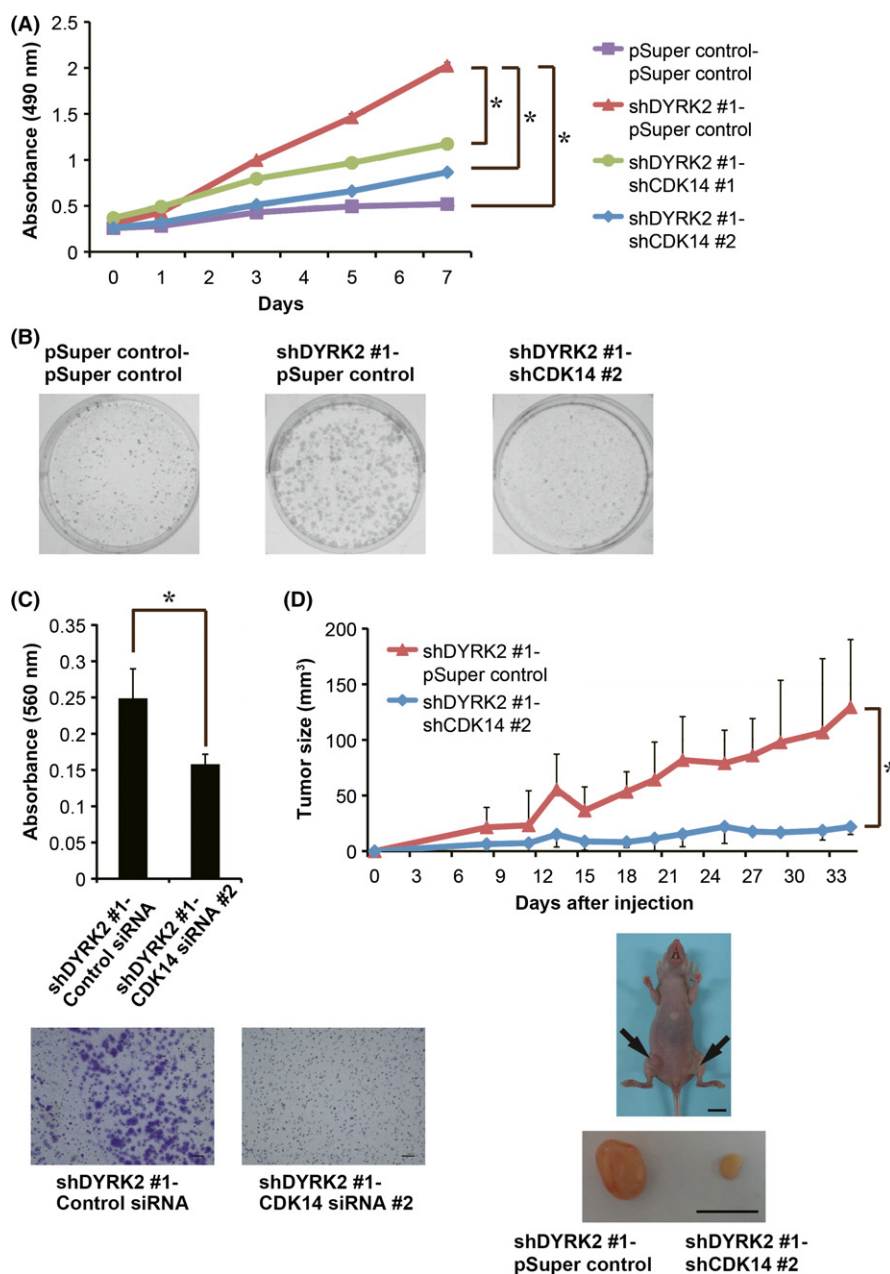 (A)
2.5
2
1.5
1
0.5
0
Absorbance (490 nm)
0 1 2 3 4 5 6 7
Days
*
*
*
pSuper control-
pSuper control
shDYRK2 #1-
pSuper control
shDYRK2 #1-
shCDK14 #1
shDYRK2 #1-
shCDK14 #2
(B)
pSuper control-
pSuper control
shDYRK2 #1-
pSuper control
shDYRK2 #1-
shCDK14 #2
(C)
*
0.35
0.3
0.25
0.2
0.15
0.1
0.05
0
Absorbance (560 nm)
shDYRK2 #1-
Control siRNA
shDYRK2 #1-
CDK14 siRNA #2
shDYRK2 #1-
Control siRNA
shDYRK2 #1-
CDK14 siRNA #2
(D)
200
150
100
50
0
Tumor size (mm³)
shDYRK2 #1-
pSuper control
shDYRK2 #1-
shCDK14 #2
*
0 3 6 9 12 15 18 21 24 27 30 33
Days after injection
shDYRK2 #1-
pSuper control
shDYRK2 #1-
shCDK14 #2